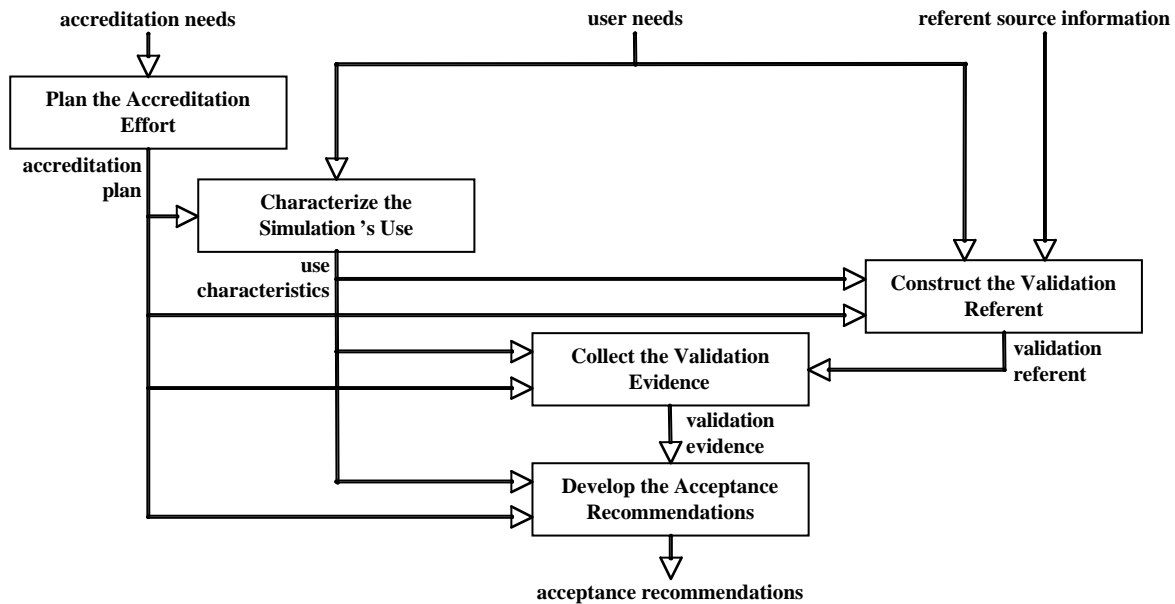 accreditation needs
user needs
referent source information
Plan the Accreditation
Effort
accreditation
plan
Characterize the
Simulation 's Use
use
characteristics
Construct the Validation
Referent
validation
referent
Collect the Validation
Evidence
validation
evidence
Develop the Acceptance
Recommendations
acceptance recommendations